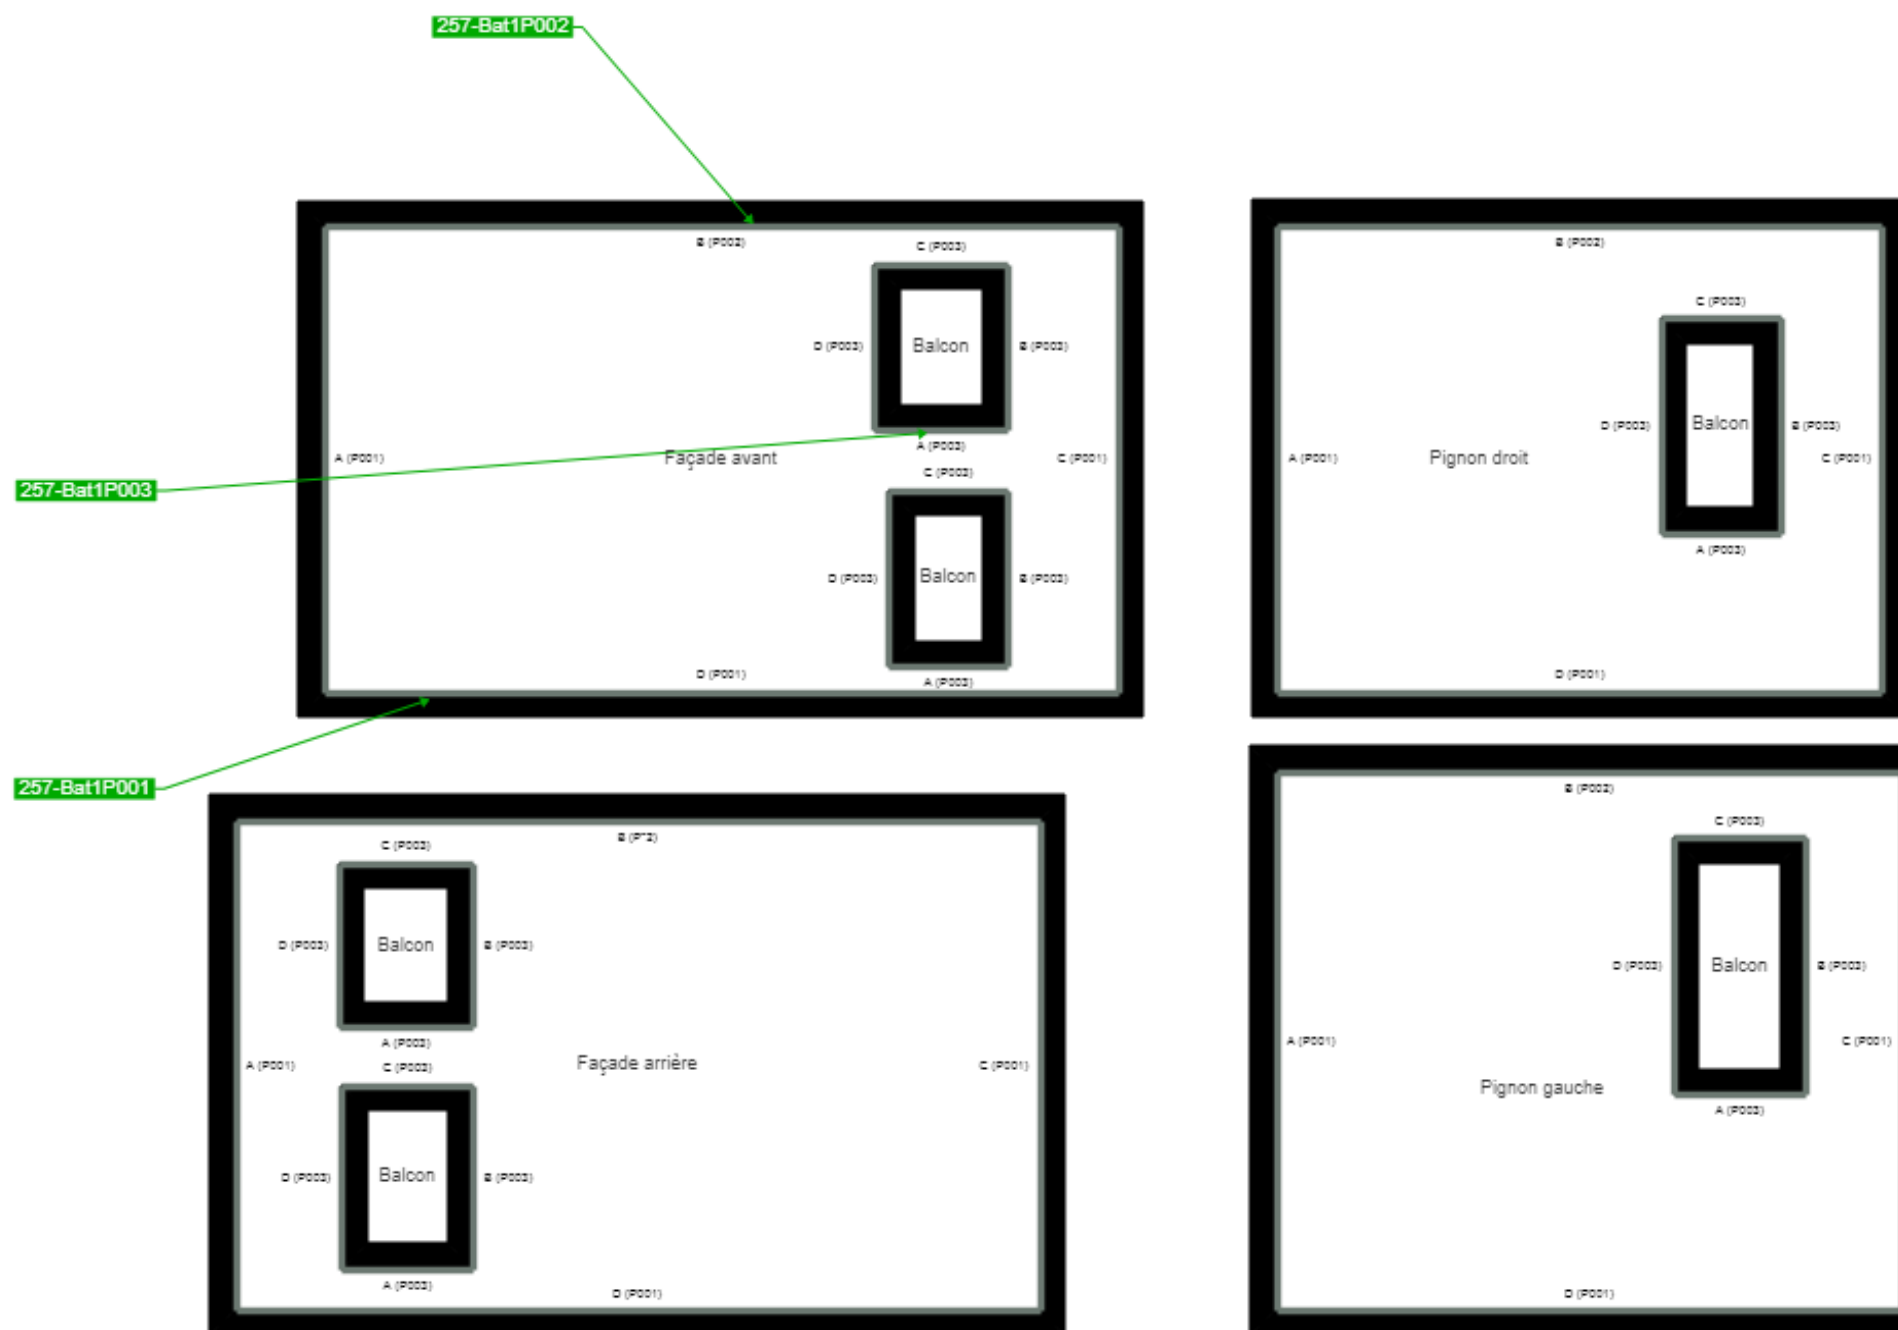 257-Bat1P002
B (P002)
C (P003)
D (P003)
Balcon
B (P003)
A (P003)
A (P001)
Façade avant
C (P001)
C (P003)
D (P003)
Balcon
B (P003)
D (P001)
A (P003)
257-Bat1P003
257-Bat1P001
B (P002)
C (P003)
D (P003)
Balcon
B (P003)
A (P001)
Pignon droit
C (P001)
A (P003)
D (P001)
B (P*2)
C (P003)
D (P003)
Balcon
B (P003)
A (P003)
A (P001)
Façade arrière
C (P001)
C (P003)
D (P003)
Balcon
B (P003)
A (P003)
D (P001)
B (P002)
C (P003)
D (P003)
Balcon
B (P003)
A (P001)
C (P001)
Pignon gauche
A (P003)
D (P001)